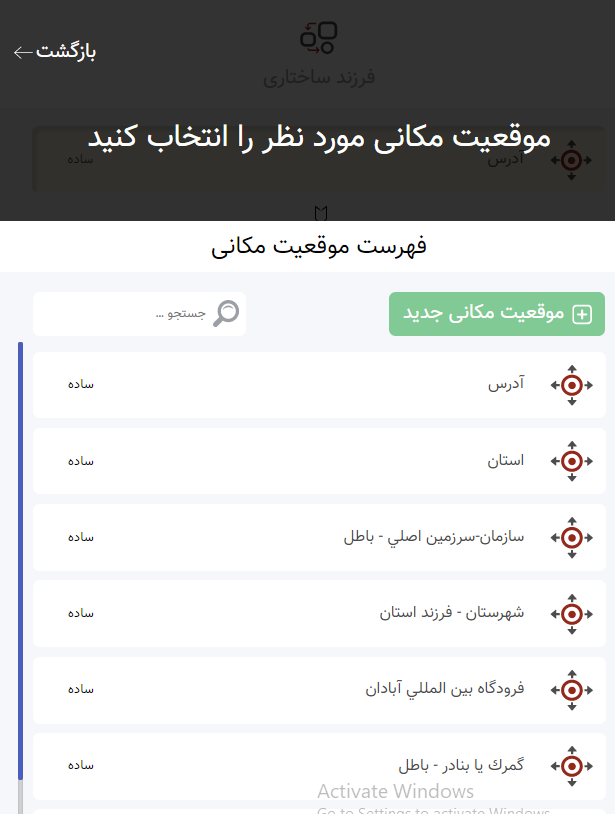 بازگشت
فرزند ساختاری
موقعیت مکانی مورد نظر را انتخاب کنید
آدرس
ساده
فهرست موقعیت مکانی
موقعیت مکانی جدید
جستجو ...
آدرس
ساده
استان
ساده
سازمان-سرزمين اصلي - باطل
ساده
شهرستان - فرزند استان
ساده
فرودگاه بين المللي آبادان
ساده
گمرك يا بنادر - باطل
ساده
Activate Windows
Go to Settings to activate Windows.